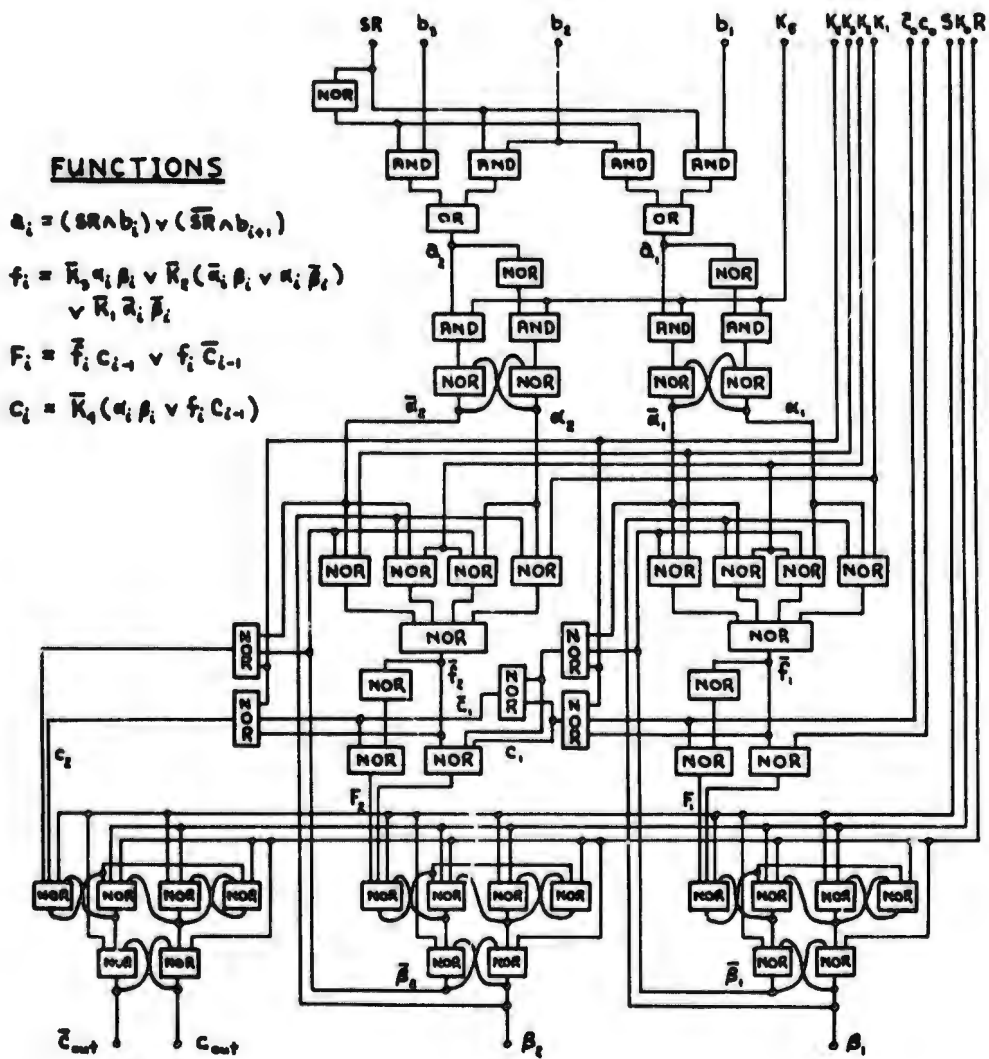 SR b₃ b₂ b₁ K₅ K₄ K₃ K₂ K₁ c̄₀ c₀ S K₆ R
NOR
FUNCTIONS
AND AND AND AND
aᵢ = (SR∧bᵢ) ∨ (S̄R̄∧bᵢ₊₁)
OR OR
a₂ a₁
fᵢ = K̄₃ αᵢ βᵢ ∨ K̄₂ (ᾱᵢ βᵢ ∨ αᵢ β̄ᵢ)
∨ K̄₁ ᾱᵢ β̄ᵢ
NOR NOR
AND AND AND AND
Fᵢ = f̄ᵢ cᵢ₋₁ ∨ fᵢ c̄ᵢ₋₁
NOR NOR NOR NOR
cᵢ = K̄₄(αᵢ βᵢ ∨ fᵢ cᵢ₋₁)
ᾱ₂ α₂ ᾱ₁ α₁
NOR NOR NOR NOR NOR NOR NOR NOR
NOR NOR NOR NOR
f̄₂ f̄₁
NOR NOR NOR
c̄₁
NOR NOR
c₂ NOR NOR c₁ NOR NOR
F₂ F₁
NOR NOR NOR NOR NOR NOR NOR NOR NOR NOR NOR NOR
NOR NOR NOR NOR NOR NOR
β̄₂ β̄₁
c̄out cout β₂ β₁